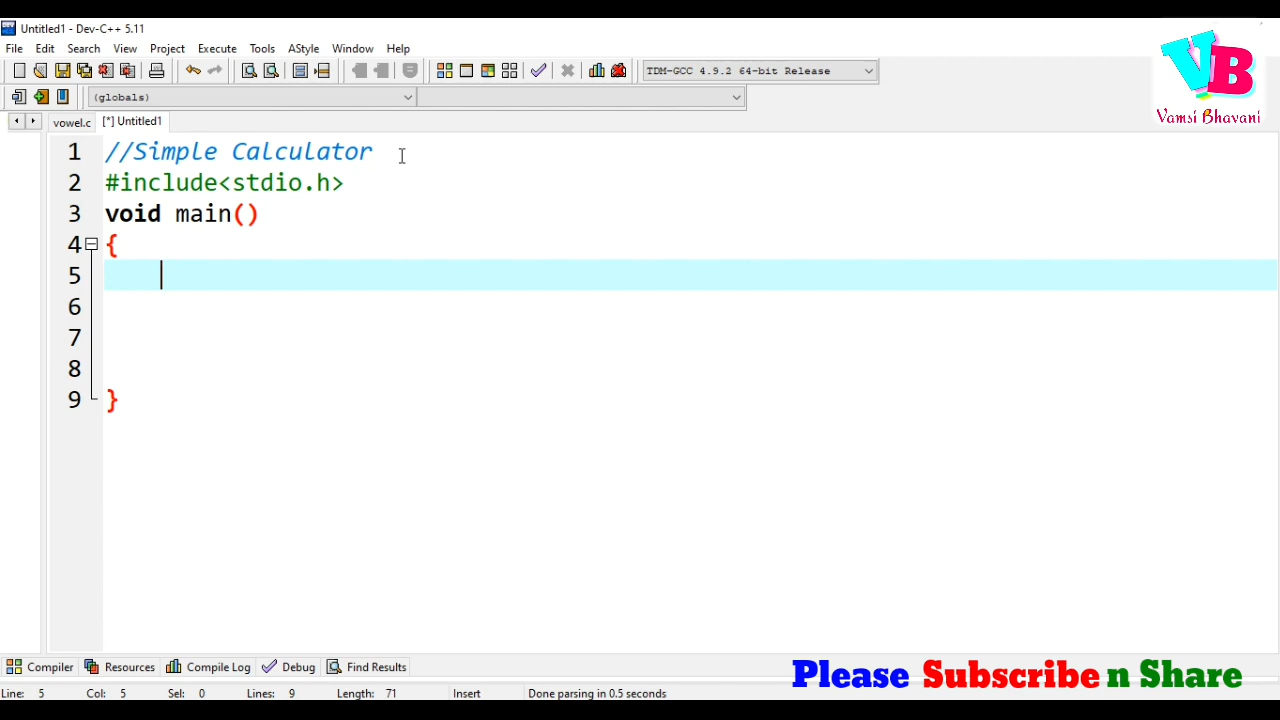 Untitled1 - Dev-C++ 5.11
File Edit Search View Project Execute Tools AStyle Window Help
TDM-GCC 4.9.2 64-bit Release
(globals)
vowel.c [*] Untitled1
VB
Vamsi Bhavani
1 //Simple Calculator
2 #include<stdio.h>
3 void main()
4 {
5
6
7
8
9 }
Compiler Resources Compile Log Debug Find Results
Please Subscribe n Share
Line: 5 Col: 5 Sel: 0 Lines: 9 Length: 71 Insert Done parsing in 0.5 seconds